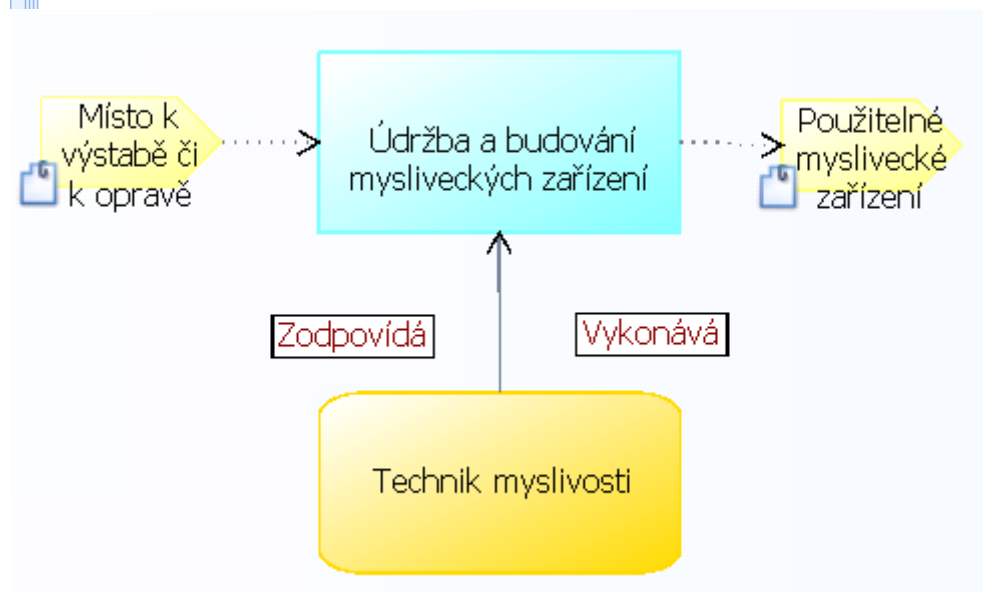 Místo k
výstabě či
k opravě
Údržba a budování
mysliveckých zařízení
Použitelné
myslivecké
zařízení
Zodpovídá
Vykonává
Technik myslivosti